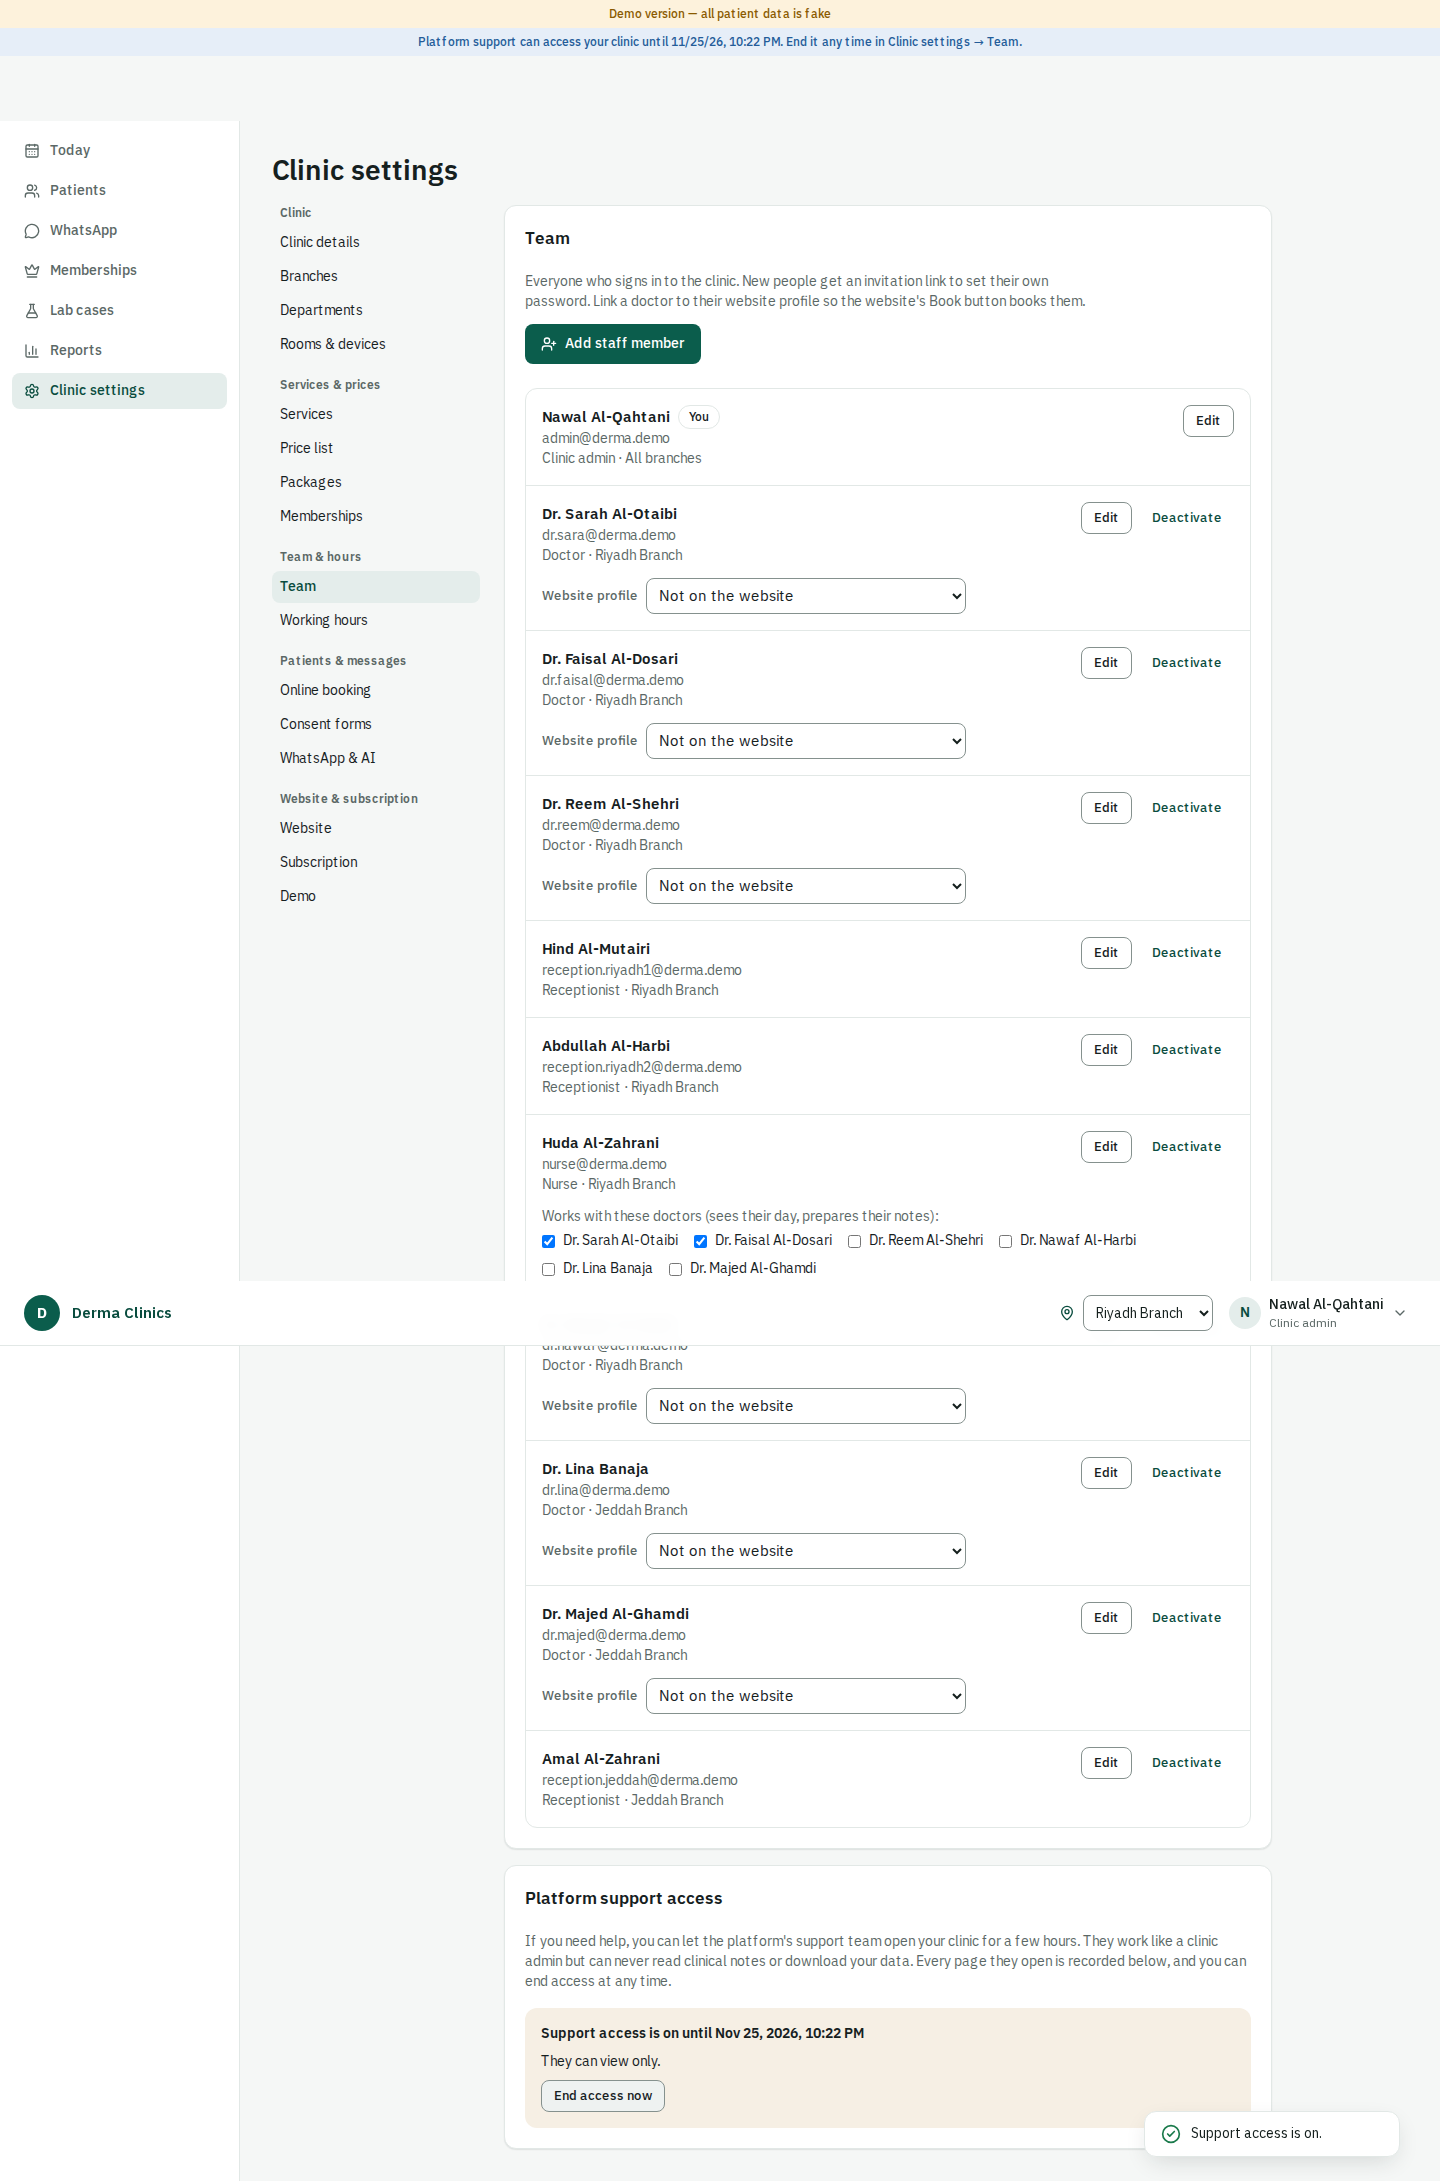 Demo version — all patient data is fake
Platform support can access your clinic until 11/25/26, 10:22 PM. End it any time in Clinic settings → Team.
Today
Patients
WhatsApp
Memberships
Lab cases
Reports
Clinic settings
Clinic settings
Clinic
Clinic details
Branches
Departments
Rooms & devices
Services & prices
Services
Price list
Packages
Memberships
Team & hours
Team
Working hours
Patients & messages
Online booking
Consent forms
WhatsApp & AI
Website & subscription
Website
Subscription
Demo
Team
Everyone who signs in to the clinic. New people get an invitation link to set their own
password. Link a doctor to their website profile so the website's Book button books them.
Add staff member
Nawal Al-Qahtani You
Edit
admin@derma.demo
Clinic admin · All branches
Dr. Sarah Al-Otaibi
Edit Deactivate
dr.sara@derma.demo
Doctor · Riyadh Branch
Website profile Not on the website
Dr. Faisal Al-Dosari
Edit Deactivate
dr.faisal@derma.demo
Doctor · Riyadh Branch
Website profile Not on the website
Dr. Reem Al-Shehri
Edit Deactivate
dr.reem@derma.demo
Doctor · Riyadh Branch
Website profile Not on the website
Hind Al-Mutairi
Edit Deactivate
reception.riyadh1@derma.demo
Receptionist · Riyadh Branch
Abdullah Al-Harbi
Edit Deactivate
reception.riyadh2@derma.demo
Receptionist · Riyadh Branch
Huda Al-Zahrani
Edit Deactivate
nurse@derma.demo
Nurse · Riyadh Branch
Works with these doctors (sees their day, prepares their notes):
Dr. Sarah Al-Otaibi Dr. Faisal Al-Dosari Dr. Reem Al-Shehri Dr. Nawaf Al-Harbi
Dr. Lina Banaja Dr. Majed Al-Ghamdi
D Derma Clinics
Riyadh Branch
N Nawal Al-Qahtani
Clinic admin
dr.nawaf@derma.demo
Doctor · Riyadh Branch
Website profile Not on the website
Dr. Lina Banaja
Edit Deactivate
dr.lina@derma.demo
Doctor · Jeddah Branch
Website profile Not on the website
Dr. Majed Al-Ghamdi
Edit Deactivate
dr.majed@derma.demo
Doctor · Jeddah Branch
Website profile Not on the website
Amal Al-Zahrani
Edit Deactivate
reception.jeddah@derma.demo
Receptionist · Jeddah Branch
Platform support access
If you need help, you can let the platform's support team open your clinic for a few hours. They work like a clinic
admin but can never read clinical notes or download your data. Every page they open is recorded below, and you can
end access at any time.
Support access is on until Nov 25, 2026, 10:22 PM
They can view only.
End access now
Support access is on.